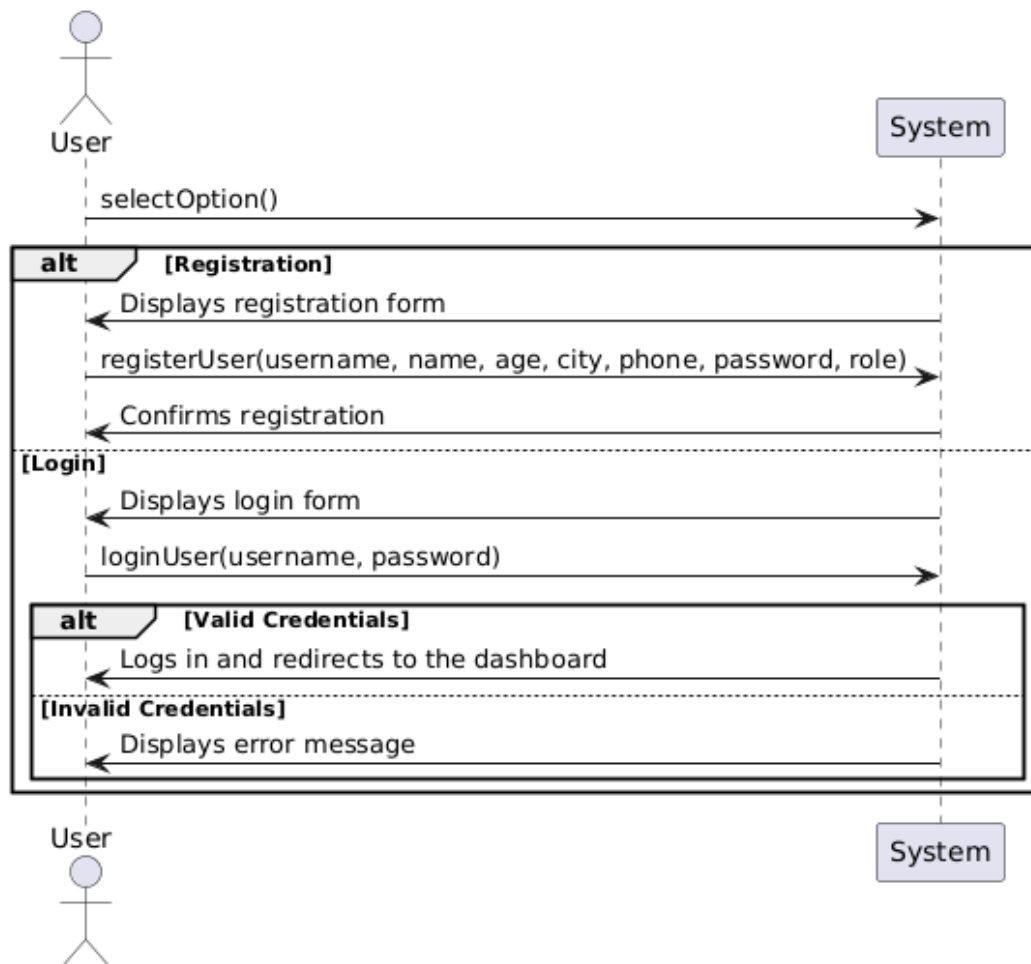 User
System
selectOption()
alt [Registration]
Displays registration form
registerUser(username, name, age, city, phone, password, role)
Confirms registration
[Login]
Displays login form
loginUser(username, password)
alt [Valid Credentials]
Logs in and redirects to the dashboard
[Invalid Credentials]
Displays error message
User
System